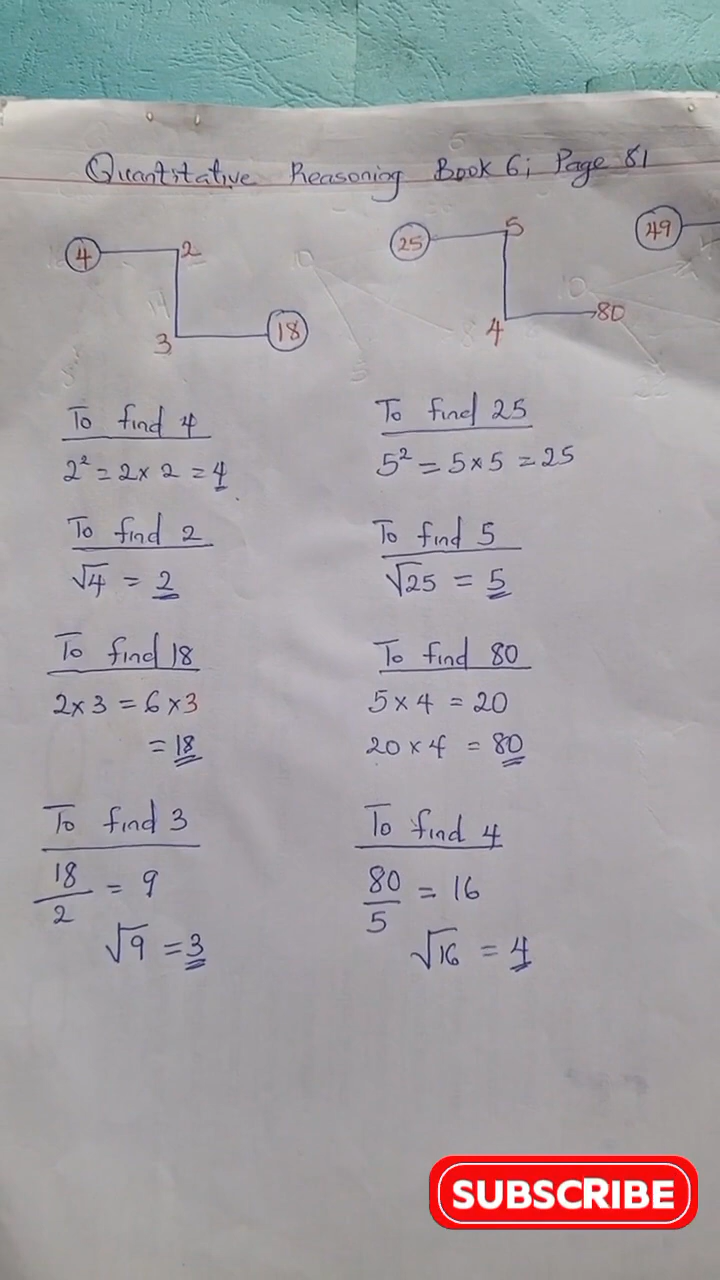 Quantitative Reasoning Book 6; Page 81
4 2
3 18
25 5
4 80
49
To find 4
2² = 2 x 2 = 4
To find 2
√4 = 2
To find 18
2 x 3 = 6 x 3
= 18
To find 3
18/2 = 9
√9 = 3
To find 25
5² = 5 x 5 = 25
To find 5
√25 = 5
To find 80
5 x 4 = 20
20 x 4 = 80
To find 4
80/5 = 16
√16 = 4
SUBSCRIBE